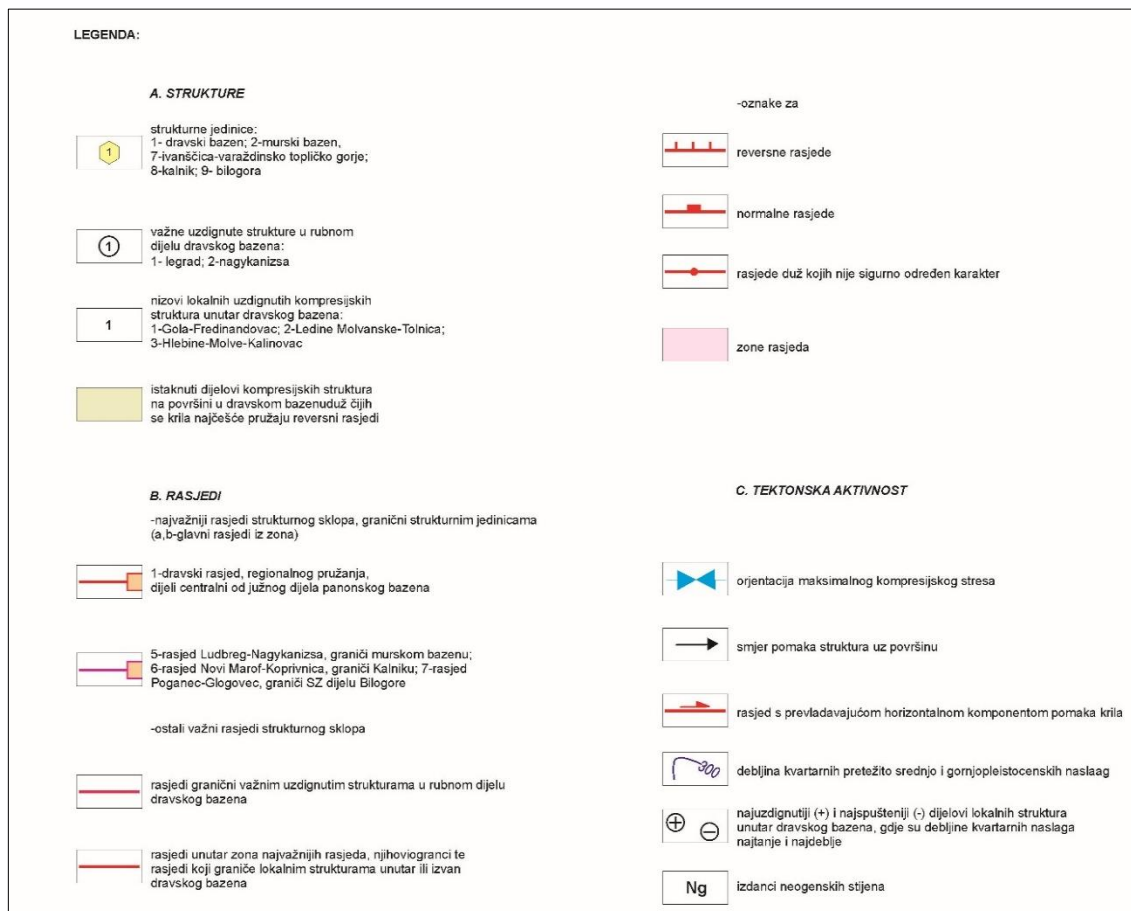 LEGENDA:
A. STRUKTURE
1
strukturne jedinice:
1- dravski bazen; 2-murski bazen,
7-ivanščica-varaždinsko topličko gorje;
8-kalnik; 9- bilogora
1
važne uzdignute strukture u rubnom
dijelu dravskog bazena:
1- legrad; 2-nagykanizsa
1
nizovi lokalnih uzdignutih kompresijskih
struktura unutar dravskog bazena:
1-Gola-Fredinandovac; 2-Ledine Molvanske-Tolnica;
3-Hlebine-Molve-Kalinovac
istaknuti dijelovi kompresijskih struktura
na površini u dravskom bazenuduž čijih
se krila najčešće pružaju reversni rasjedi
B. RASJEDI
-najvažniji rasjedi strukturnog sklopa, granični strukturnim jedinicama
(a,b-glavni rasjedi iz zona)
1-dravski rasjed, regionalnog pružanja,
dijeli centralni od južnog dijela panonskog bazena
5-rasjed Ludbreg-Nagykanizsa, graniči murskom bazenu;
6-rasjed Novi Marof-Koprivnica, graniči Kalniku; 7-rasjed
Poganec-Glogovec, graniči SZ dijelu Bilogore
-ostali važni rasjedi strukturnog sklopa
rasjedi granični važnim uzdignutim strukturama u rubnom dijelu
dravskog bazena
rasjedi unutar zona najvažnijih rasjeda, njihoviogranci te
rasjedi koji graniče lokalnim strukturama unutar ili izvan
dravskog bazena
-oznake za
reversne rasjede
normalne rasjede
rasjede duž kojih nije sigurno određen karakter
zone rasjeda
C. TEKTONSKA AKTIVNOST
orjentacija maksimalnog kompresijskog stresa
smjer pomaka struktura uz površinu
rasjed s prevladavajućom horizontalnom komponentom pomaka krila
300
debljina kvartarnih pretežito srednjo i gornjopleistocenskih naslaag
najuzdignutiji (+) i najspušteniji (-) dijelovi lokalnih struktura
unutar dravskog bazena, gdje su debljine kvartarnih naslaga
najtanje i najdeblje
Ng
izdanci neogenskih stijena